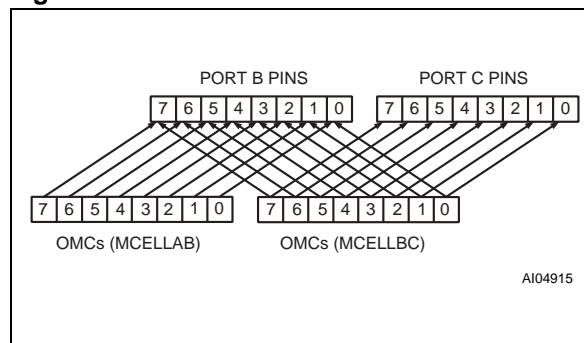 PORT B PINS PORT C PINS
7 6 5 4 3 2 1 0 7 6 5 4 3 2 1 0
7 6 5 4 3 2 1 0 7 6 5 4 3 2 1 0
OMCs (MCELLAB) OMCs (MCELLBC)
AI04915